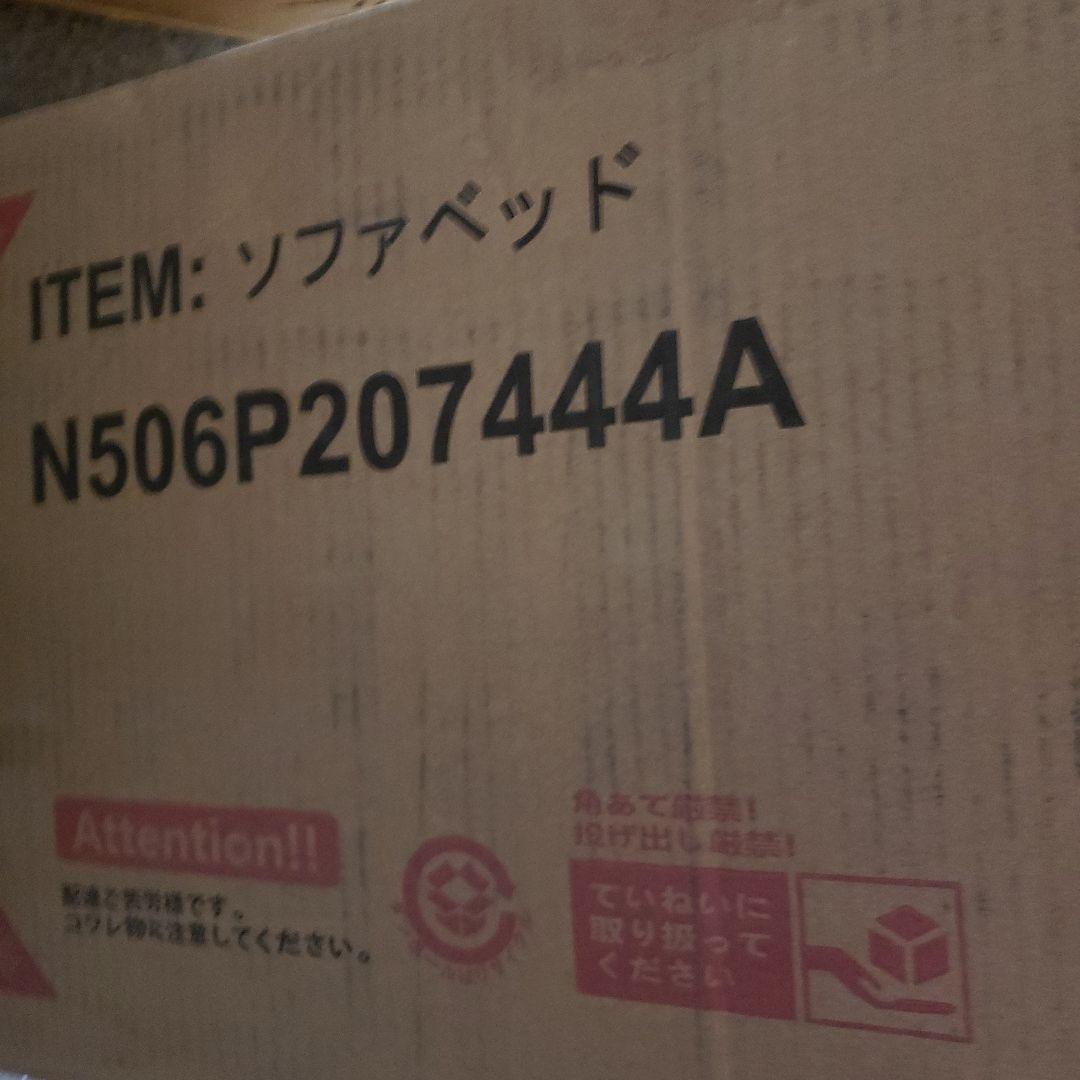 ITEM: ソファベッド
N506P207444A
Attention!!
配達ご苦労様です。
コワレ物に注意してください。
角あて厳禁!
投げ出し厳禁!
ていねいに
取り扱って
ください